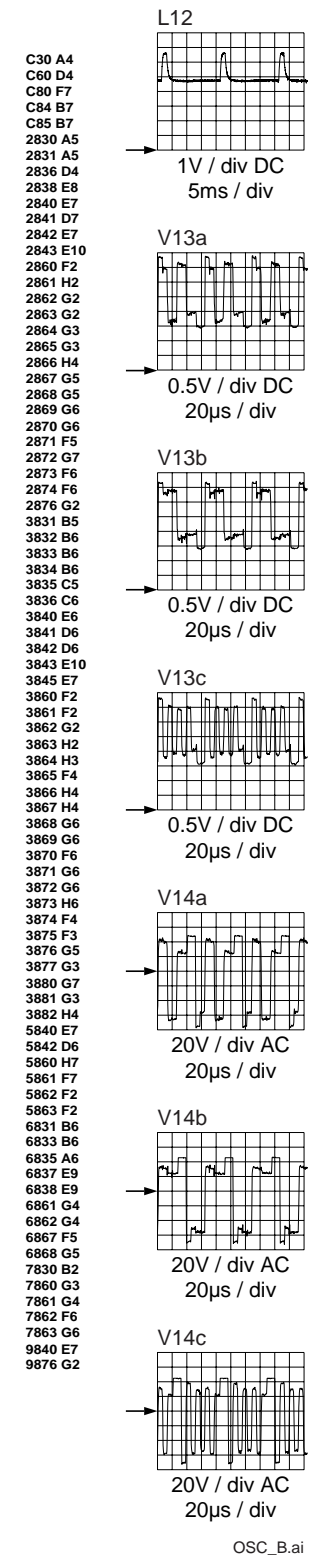 C30 A4
C60 D4
C80 F7
C84 B7
C85 B7
2830 A5
2831 A5
2836 D4
2838 E8
2840 E7
2841 D7
2842 E7
2843 E10
2860 F2
2861 H2
2862 G2
2863 G2
2864 G3
2865 G3
2866 H4
2867 G5
2868 G5
2869 G6
2870 G6
2871 F5
2872 G7
2873 F6
2874 F6
2876 G2
3831 B5
3832 B6
3833 B6
3834 B6
3835 C5
3836 C6
3840 E6
3841 D6
3842 D6
3843 E10
3845 E7
3860 F2
3861 F2
3862 G2
3863 H2
3864 H3
3865 F4
3866 H4
3867 H4
3868 G6
3869 G6
3870 F6
3871 G6
3872 G6
3873 H6
3874 F4
3875 F3
3876 G5
3877 G3
3880 G7
3881 G3
3882 H4
5840 E7
5842 D6
5860 H7
5861 F7
5862 F2
5863 F2
6831 B6
6833 B6
6835 A6
6837 E9
6838 E9
6861 G4
6862 G4
6867 F5
6868 G5
7830 B2
7860 G3
7861 G4
7862 F6
7863 G6
9840 E7
9876 G2
L12
1V / div DC
5ms / div
V13a
0.5V / div DC
20µs / div
V13b
0.5V / div DC
20µs / div
V13c
0.5V / div DC
20µs / div
V14a
20V / div AC
20µs / div
V14b
20V / div AC
20µs / div
V14c
20V / div AC
20µs / div
OSC_B.ai